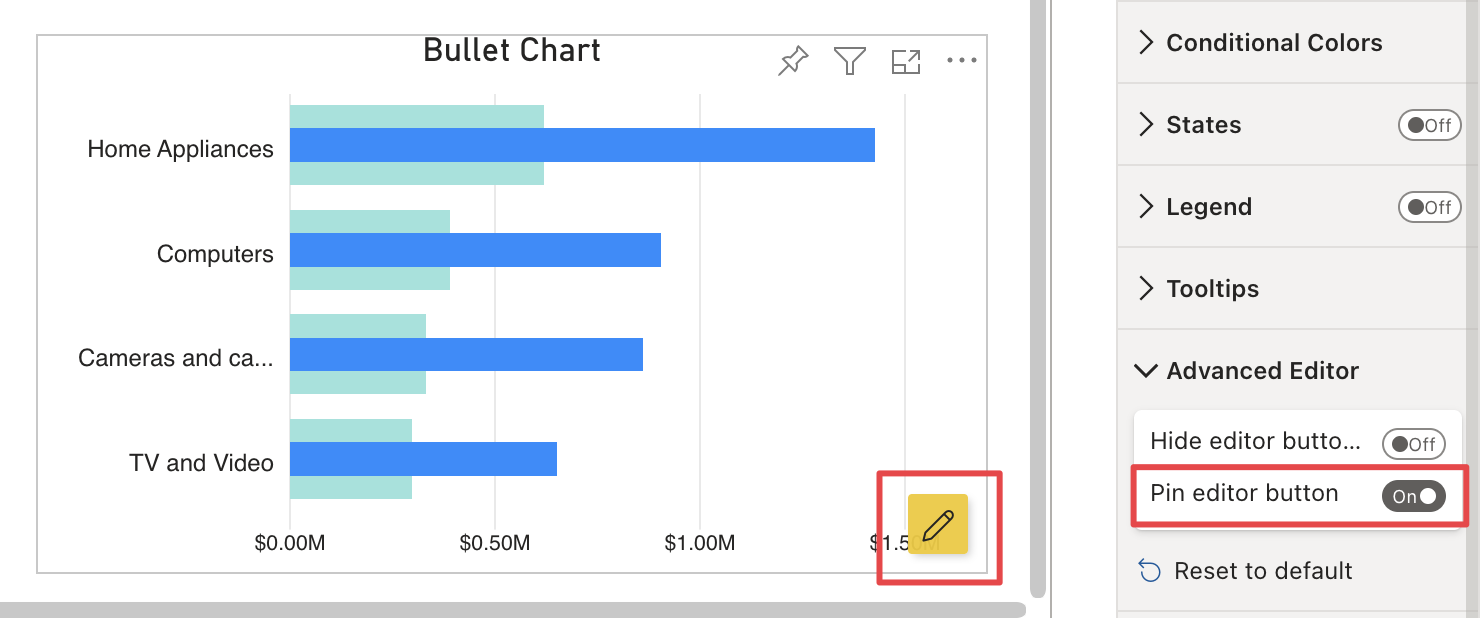 Bullet Chart
Home Appliances
Computers
Cameras and ca...
TV and Video
$0.00M
$0.50M
$1.00M
$1.50M
Conditional Colors
States
Off
Legend
Off
Tooltips
Advanced Editor
Hide editor butto...
Off
Pin editor button
On
Reset to default